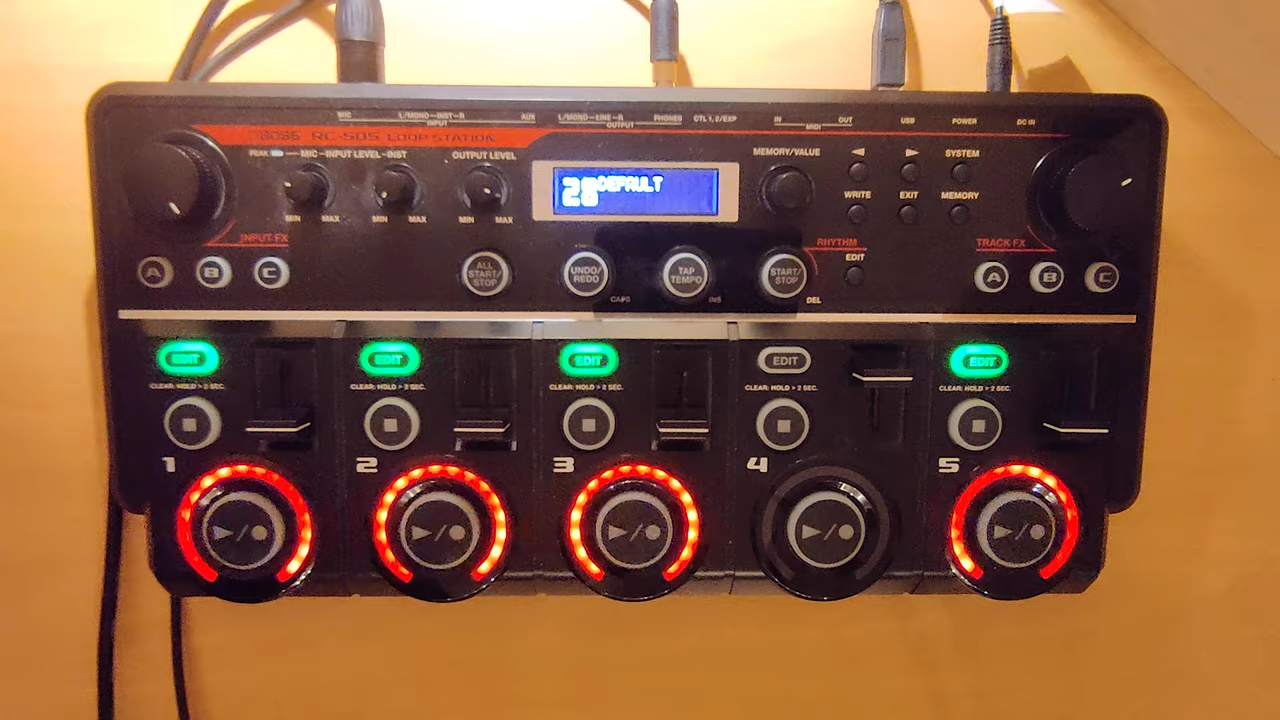 MIC L/MONO-INST-R AUX L/MONO-LINE-R PHONES CTL 1, 2/EXP IN OUT USB POWER DC IN
INPUT OUTPUT MIDI
BOSS RC-505 LOOP STATION
PEAK MIC-INPUT LEVEL-INST OUTPUT LEVEL MEMORY/VALUE SYSTEM
28 DEFAULT
WRITE EXIT MEMORY
MIN MAX MIN MAX MIN MAX
INPUT FX RHYTHM TRACK FX
EDIT
A B C ALL START/STOP UNDO/REDO TAP TEMPO START/STOP A B C
CAPS INS DEL
EDIT EDIT EDIT EDIT EDIT
CLEAR: HOLD > 2 SEC. CLEAR: HOLD > 2 SEC. CLEAR: HOLD > 2 SEC. CLEAR: HOLD > 2 SEC. CLEAR: HOLD > 2 SEC.
1 2 3 4 5